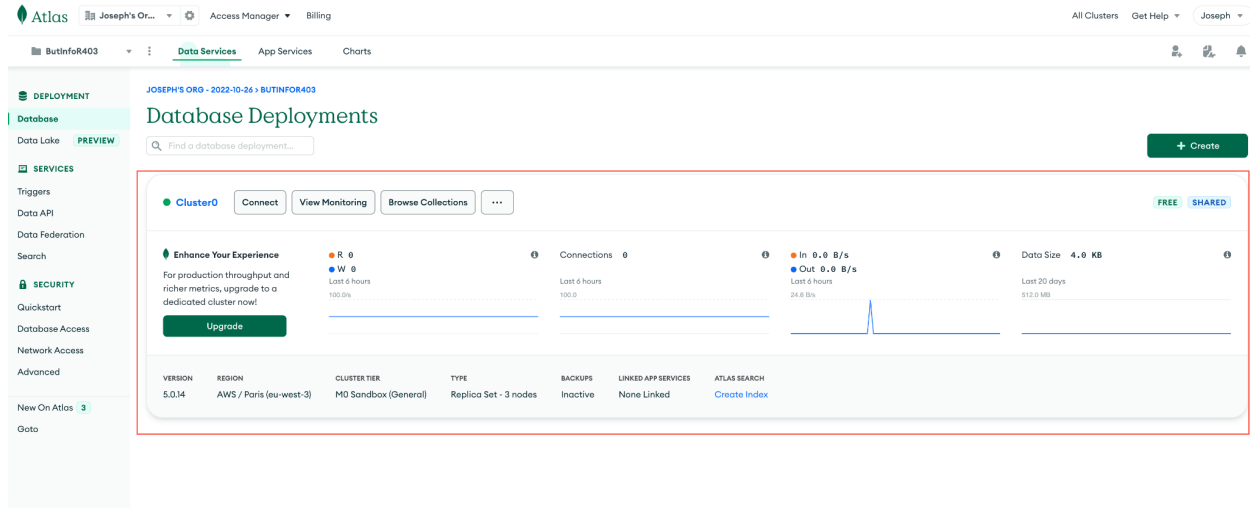 Atlas Joseph's Or... Access Manager Billing All Clusters Get Help Joseph
ButInfoR403 Data Services App Services Charts
DEPLOYMENT
Database
Data Lake PREVIEW
SERVICES
Triggers
Data API
Data Federation
Search
SECURITY
Quickstart
Database Access
Network Access
Advanced
New On Atlas 3
Goto
JOSEPH'S ORG - 2022-10-26 > BUTINFOR403
Database Deployments
Find a database deployment...
+ Create
Cluster0 Connect View Monitoring Browse Collections ... FREE SHARED
Enhance Your Experience
For production throughput and
richer metrics, upgrade to a
dedicated cluster now!
Upgrade
R 0
W 0
Last 6 hours
100.0/s
Connections 0
Last 6 hours
100.0
In 0.0 B/s
Out 0.0 B/s
Last 6 hours
24.6 B/s
Data Size 4.0 KB
Last 20 days
512.0 MB
VERSION REGION CLUSTER TIER TYPE BACKUPS LINKED APP SERVICES ATLAS SEARCH
5.0.14 AWS / Paris (eu-west-3) M0 Sandbox (General) Replica Set - 3 nodes Inactive None Linked Create Index